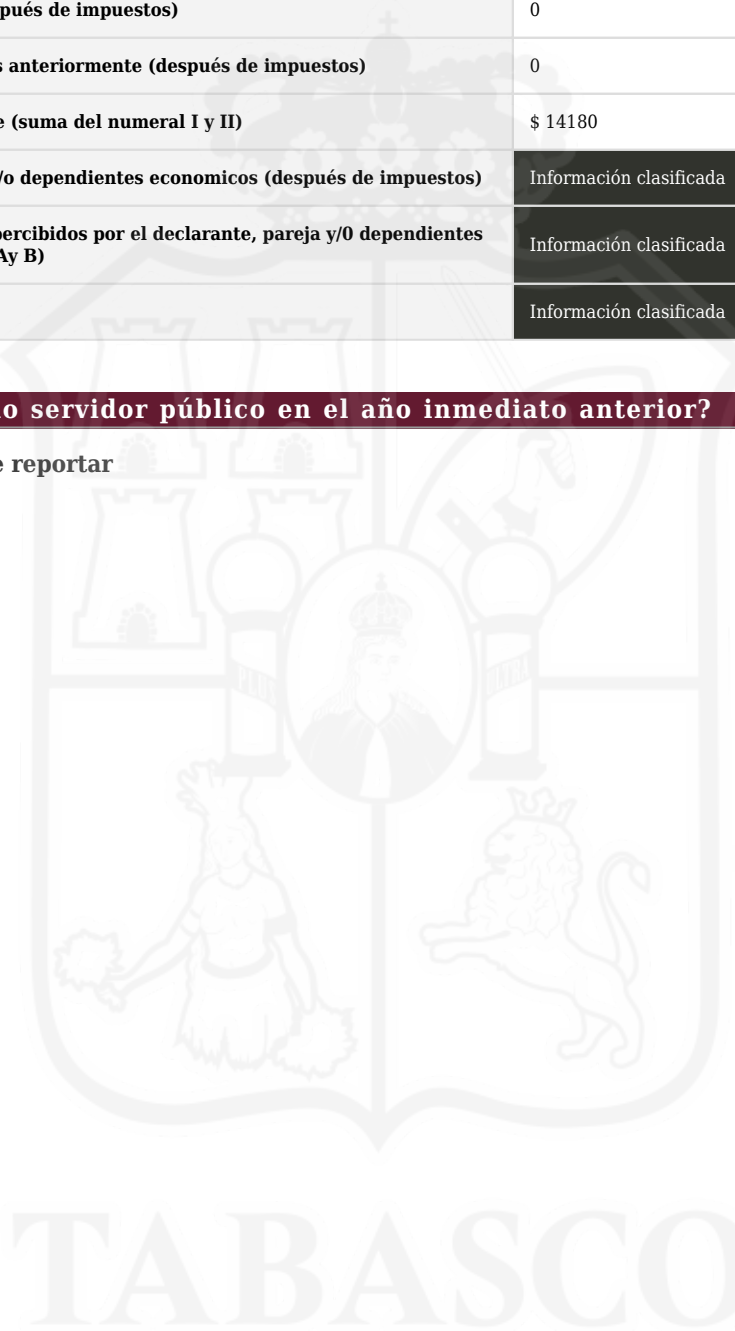 pués de impuestos) 0
s anteriormente (después de impuestos) 0
e (suma del numeral I y II) $ 14180
/o dependientes economicos (después de impuestos) Información clasificada
percibidos por el declarante, pareja y/0 dependientes
Ay B) Información clasificada
Información clasificada
o servidor público en el año inmediato anterior?
e reportar
PLUS ULTRA
TABASCO